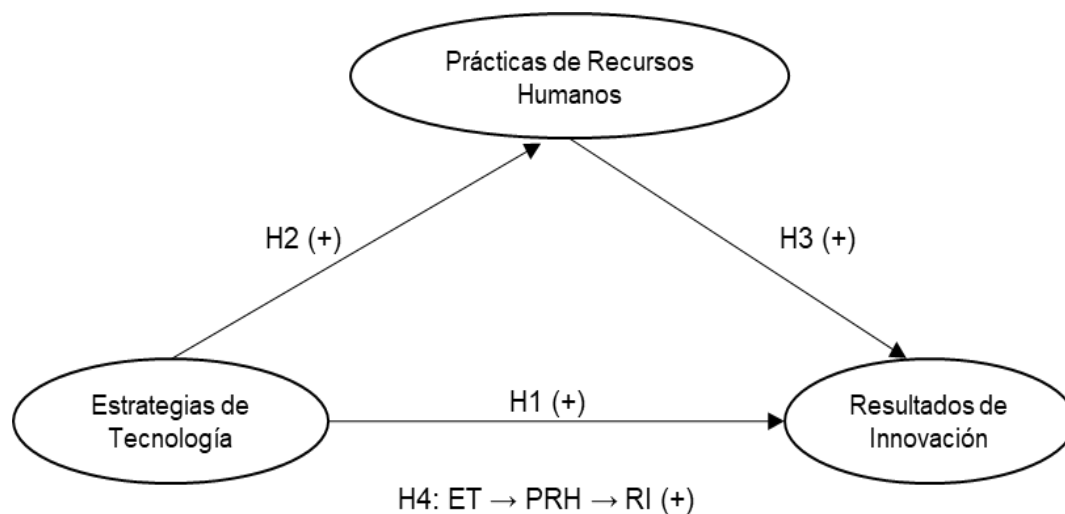 Prácticas de Recursos
Humanos
H2 (+)
H3 (+)
Estrategias de
Tecnología
H1 (+)
Resultados de
Innovación
H4: ET → PRH → RI (+)